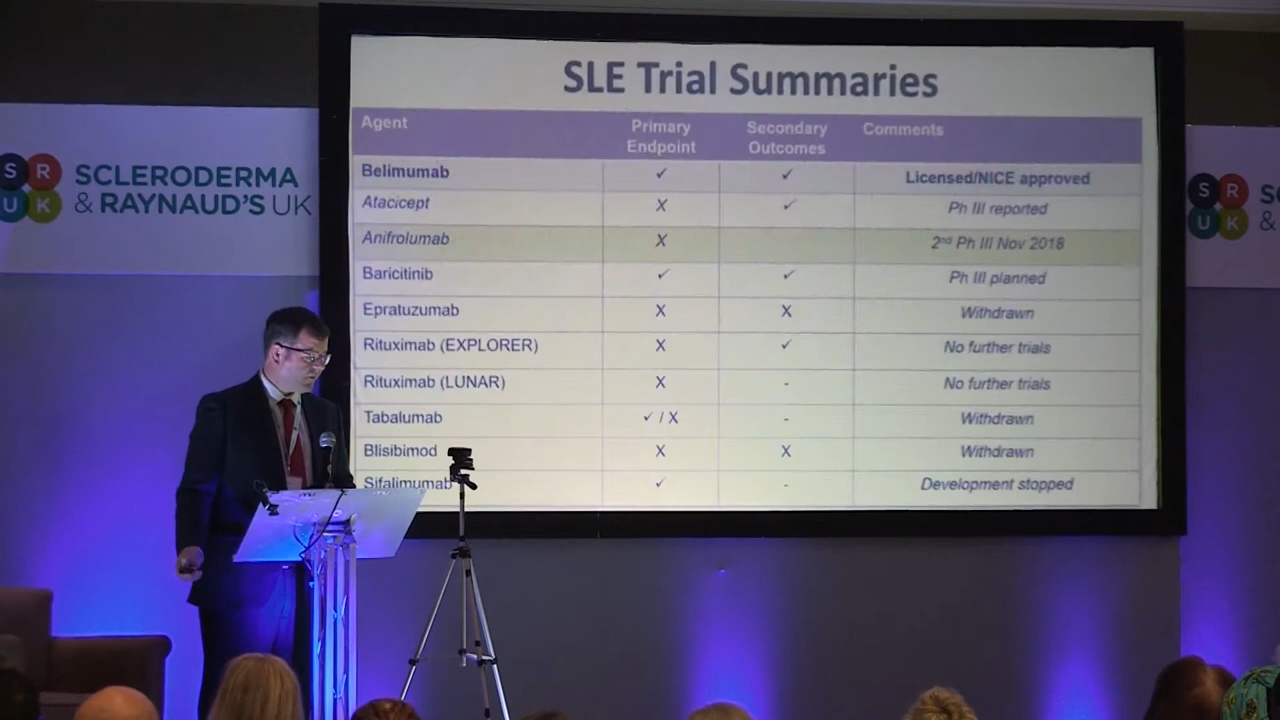 SLE Trial Summaries
Agent Primary Endpoint Secondary Outcomes Comments
Belimumab ✓ ✓ Licensed/NICE approved
Atacicept X ✓ Ph III reported
Anifrolumab X 2nd Ph III Nov 2018
Baricitinib ✓ ✓ Ph III planned
Epratuzumab X X Withdrawn
Rituximab (EXPLORER) X ✓ No further trials
Rituximab (LUNAR) X - No further trials
Tabalumab ✓ / X - Withdrawn
Blisibimod X X Withdrawn
Sifalimumab ✓ - Development stopped
S R
U K
SCLERODERMA
& RAYNAUD'S UK
S R
U K
&